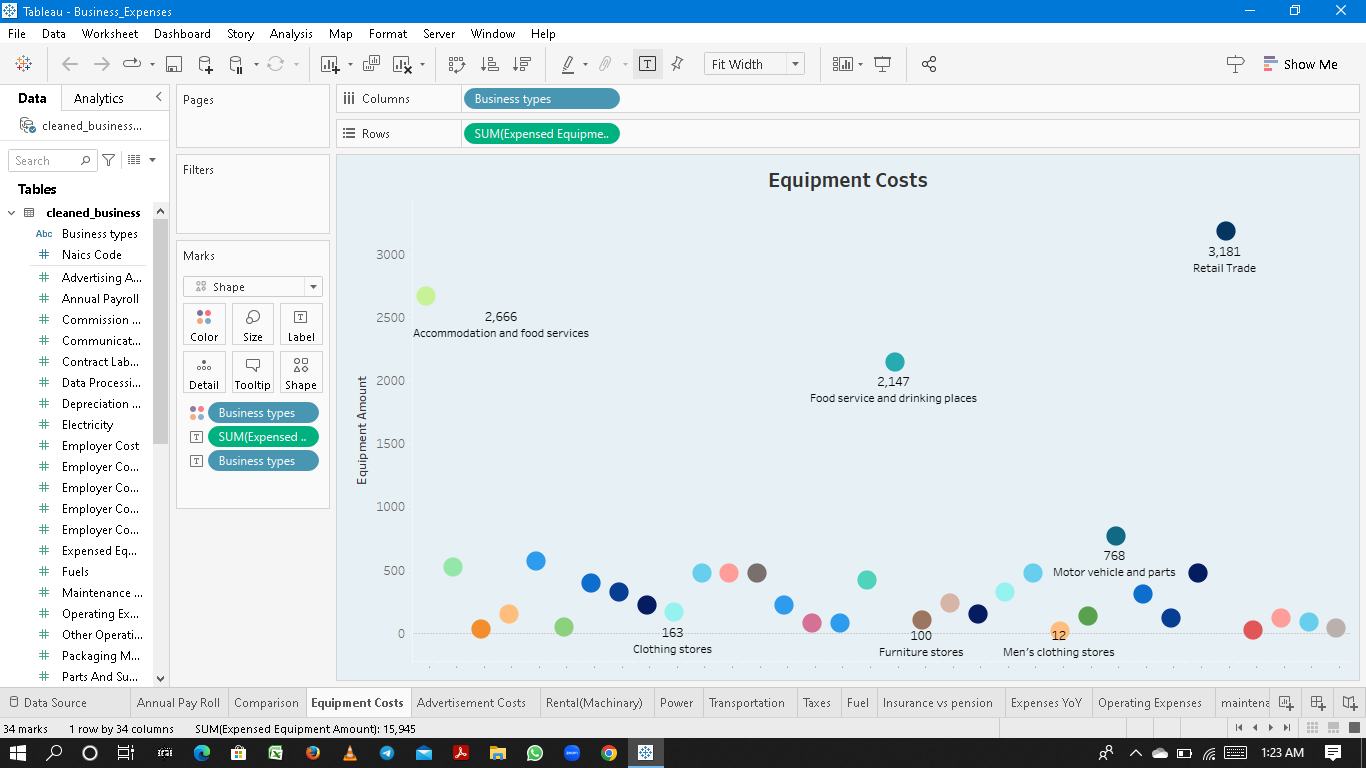 Tableau - Business_Expenses
File Data Worksheet Dashboard Story Analysis Map Format Server Window Help
Fit Width
Show Me
Data Analytics
cleaned_business...
Search
Tables
cleaned_business
Abc Business types
# Naics Code
# Advertising A...
# Annual Payroll
# Commission ...
# Communicat...
# Contract Lab...
# Data Processi...
# Depreciation ...
# Electricity
# Employer Cost
# Employer Co...
# Employer Co...
# Employer Co...
# Employer Co...
# Expensed Eq...
# Fuels
# Maintenance ...
# Operating Ex...
# Other Operati...
# Packaging M...
# Parts And Su...
Pages
Filters
Marks
Shape
Color Size Label
Detail Tooltip Shape
Business types
SUM(Expensed ..
Business types
Columns Business types
Rows SUM(Expensed Equipme..
Equipment Costs
Equipment Amount
3000
2500
2000
1500
1000
500
0
3,181
Retail Trade
2,666
Accommodation and food services
2,147
Food service and drinking places
768
Motor vehicle and parts
163
Clothing stores
100
Furniture stores
12
Men's clothing stores
Data Source Annual Pay Roll Comparison Equipment Costs Advertisement Costs Rental(Machinary) Power Transportation Taxes Fuel Insurance vs pension Expenses YoY Operating Expenses maintena
34 marks 1 row by 34 columns SUM(Expensed Equipment Amount): 15,945
1:23 AM